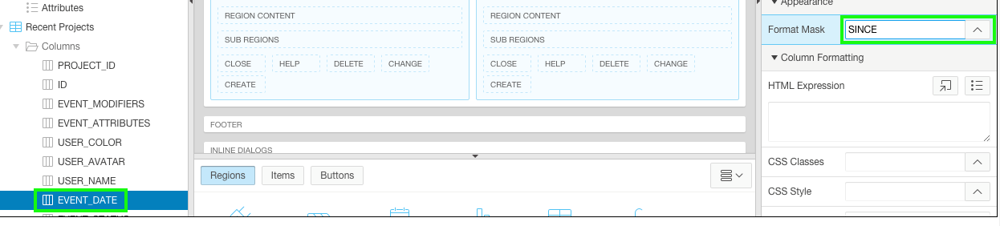 Attributes
Recent Projects
Columns
PROJECT_ID
ID
EVENT_MODIFIERS
EVENT_ATTRIBUTES
USER_COLOR
USER_AVATAR
USER_NAME
EVENT_DATE
EVENT_STATUS
REGION CONTENT
SUB REGIONS
CLOSE HELP DELETE CHANGE
CREATE
REGION CONTENT
SUB REGIONS
CLOSE HELP DELETE CHANGE
CREATE
FOOTER
INLINE DIALOGS
Regions Items Buttons
Appearance
Format Mask SINCE
Column Formatting
HTML Expression
CSS Classes
CSS Style